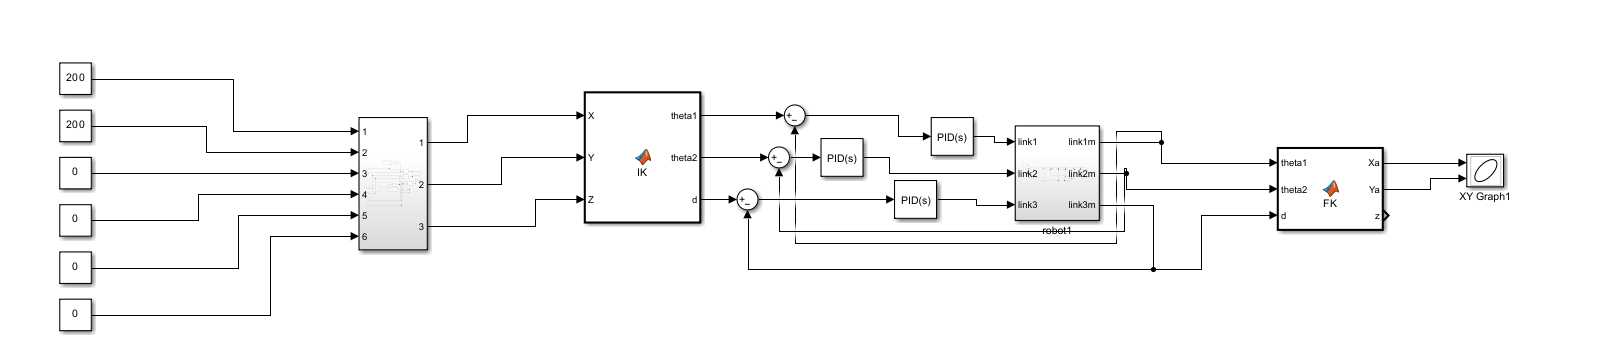 200
200
0
0
0
0
1
2
3
4
5
6
1
2
3
X
Y
Z
IK
theta1
theta2
d
+
−
+
−
+
−
PID(s)
PID(s)
PID(s)
link1
link2
link3
link1m
link2m
link3m
robot1
theta1
theta2
d
FK
Xa
Ya
z
XY Graph1